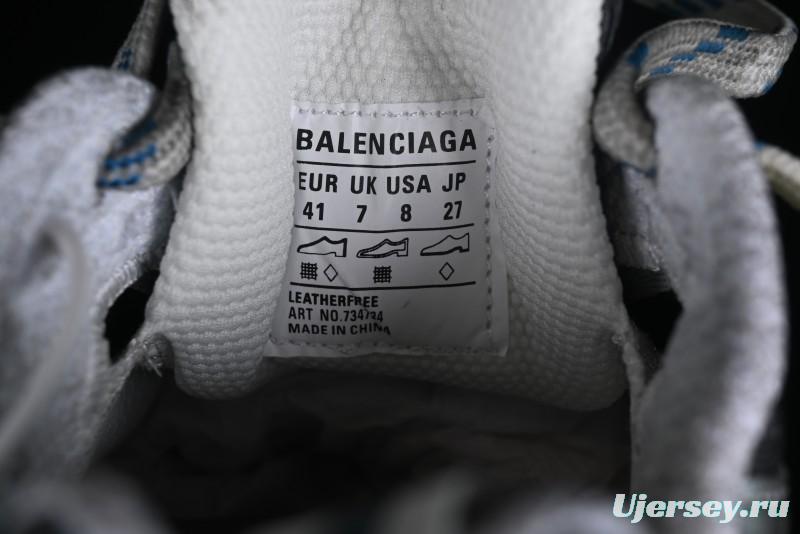 BALENCIAGA
EUR UK USA JP
41 7 8 27
LEATHERFREE
ART NO.734734
MADE IN CHINA
Ujersey.ru